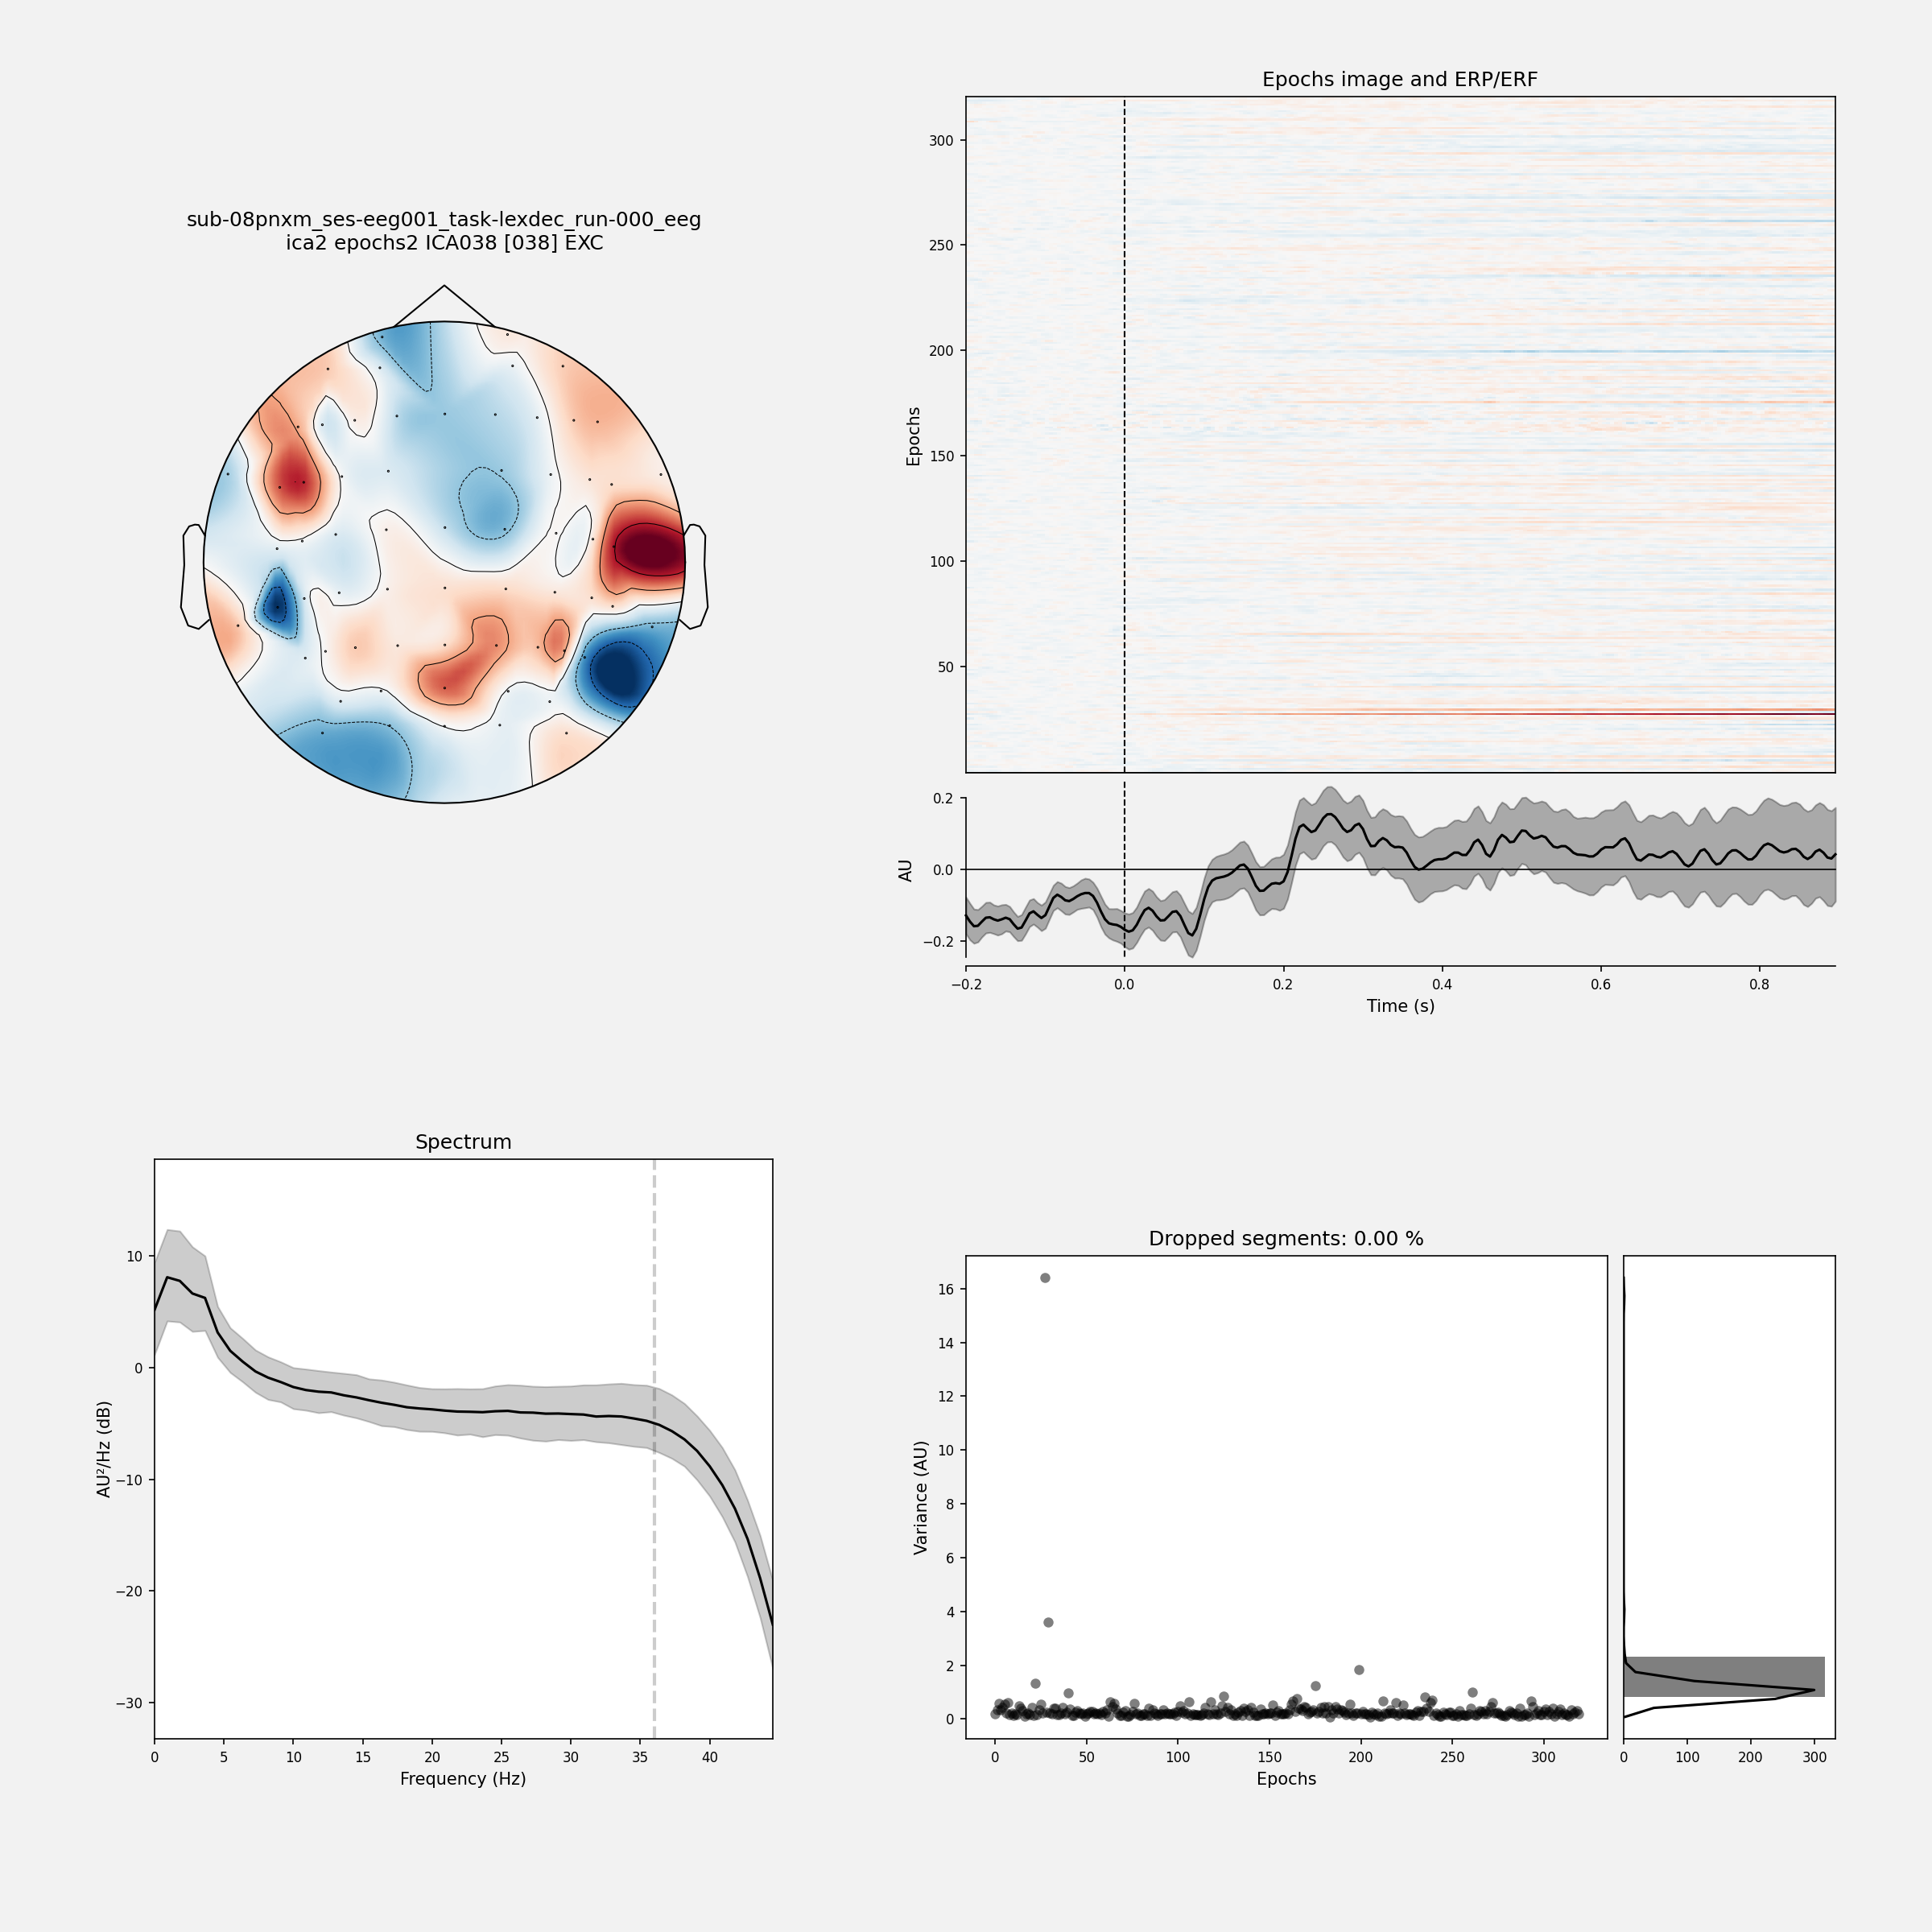 sub-08pnxm_ses-eeg001_task-lexdec_run-000_eeg
ica2 epochs2 ICA038 [038] EXC
Epochs image and ERP/ERF
Epochs
300
250
200
150
100
50
AU
0.2
0.0
−0.2
−0.2 0.0 0.2 0.4 0.6 0.8
Time (s)
Spectrum
AU²/Hz (dB)
10
0
−10
−20
−30
0 5 10 15 20 25 30 35 40
Frequency (Hz)
Dropped segments: 0.00 %
Variance (AU)
16
14
12
10
8
6
4
2
0
0 50 100 150 200 250 300
Epochs
0 100 200 300